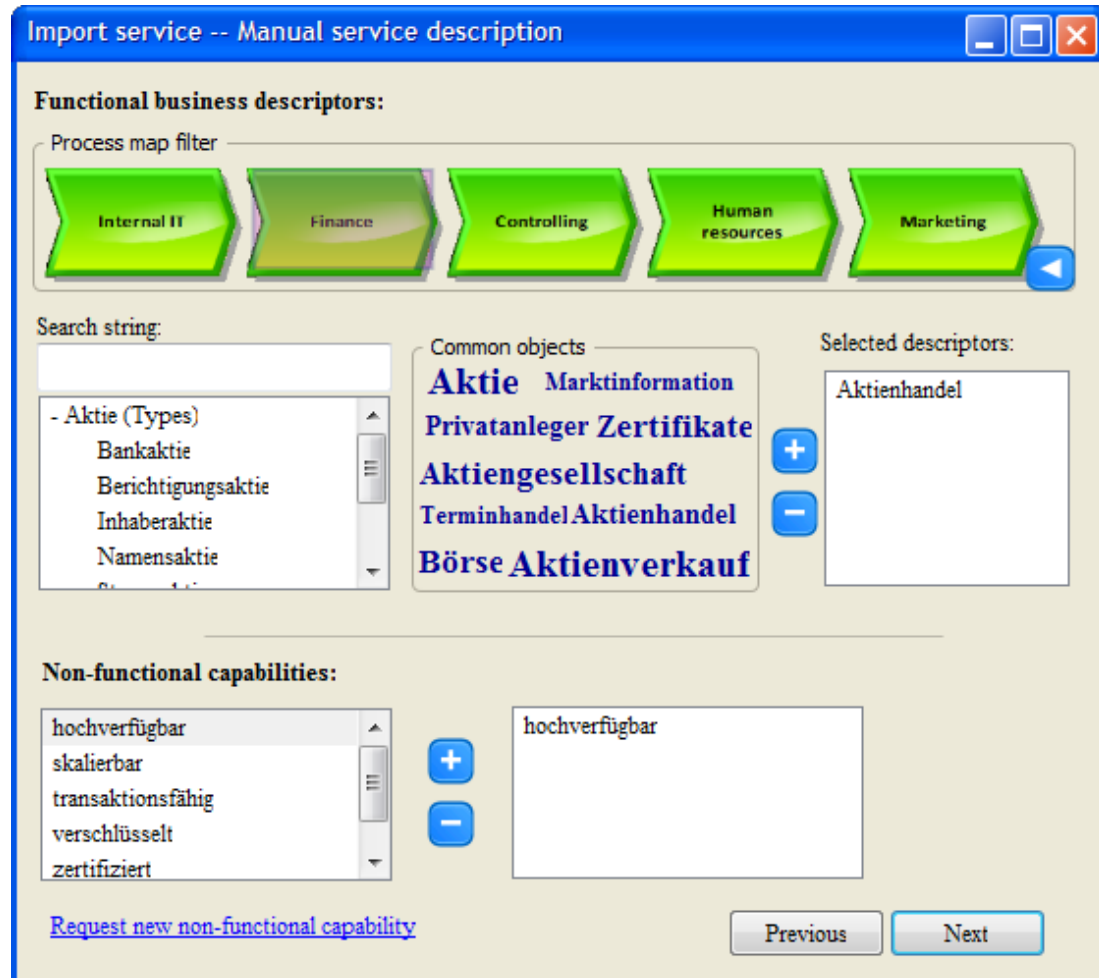 Import service -- Manual service description
Functional business descriptors:
Process map filter
Internal IT
Finance
Controlling
Human
resources
Marketing
Search string:
- Aktie (Types)
Bankaktie
Berichtigungsaktie
Inhaberaktie
Namensaktie
Common objects
Aktie Marktinformation
Privatanleger Zertifikate
Aktiengesellschaft
Terminhandel Aktienhandel
Börse Aktienverkauf
Selected descriptors:
Aktienhandel
Non-functional capabilities:
hochverfügbar
skalierbar
transaktionsfähig
verschlüsselt
zertifiziert
hochverfügbar
Request new non-functional capability
Previous
Next